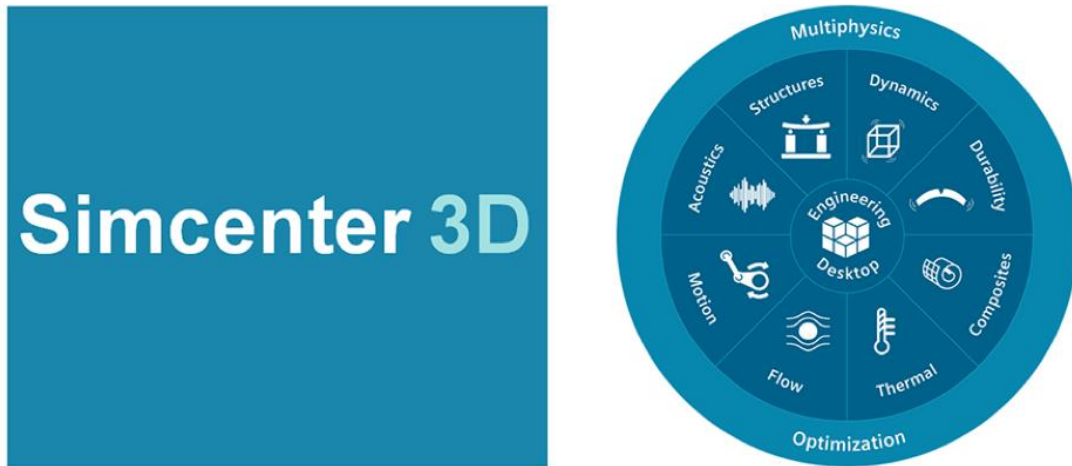 Simcenter 3D
Multiphysics
Structures
Dynamics
Acoustics
Durability
Engineering
Desktop
Motion
Composites
Flow
Thermal
Optimization